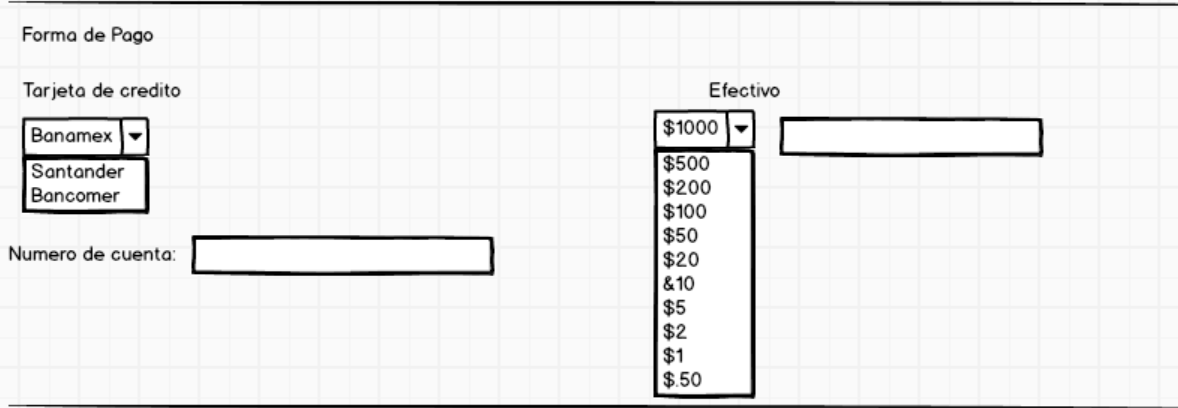 Forma de Pago
Tarjeta de credito
Banamex
Santander
Bancomer
Numero de cuenta:
Efectivo
$1000
$500
$200
$100
$50
$20
&10
$5
$2
$1
$.50